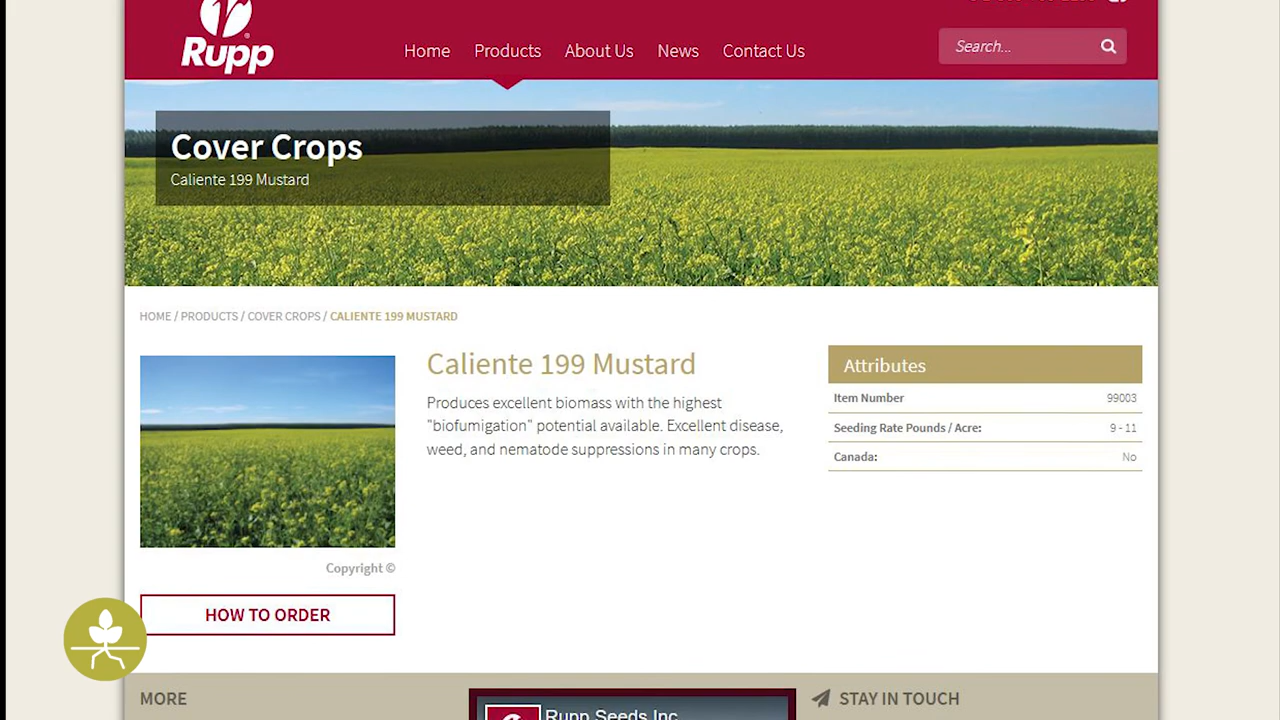 Rupp
Home Products About Us News Contact Us
Search...
Cover Crops
Caliente 199 Mustard
HOME / PRODUCTS / COVER CROPS / CALIENTE 199 MUSTARD
Caliente 199 Mustard
Produces excellent biomass with the highest
"biofumigation" potential available. Excellent disease,
weed, and nematode suppressions in many crops.
Attributes
Item Number 99003
Seeding Rate Pounds / Acre: 9 - 11
Canada: No
Copyright ©
HOW TO ORDER
MORE
Rupp Seeds Inc
STAY IN TOUCH